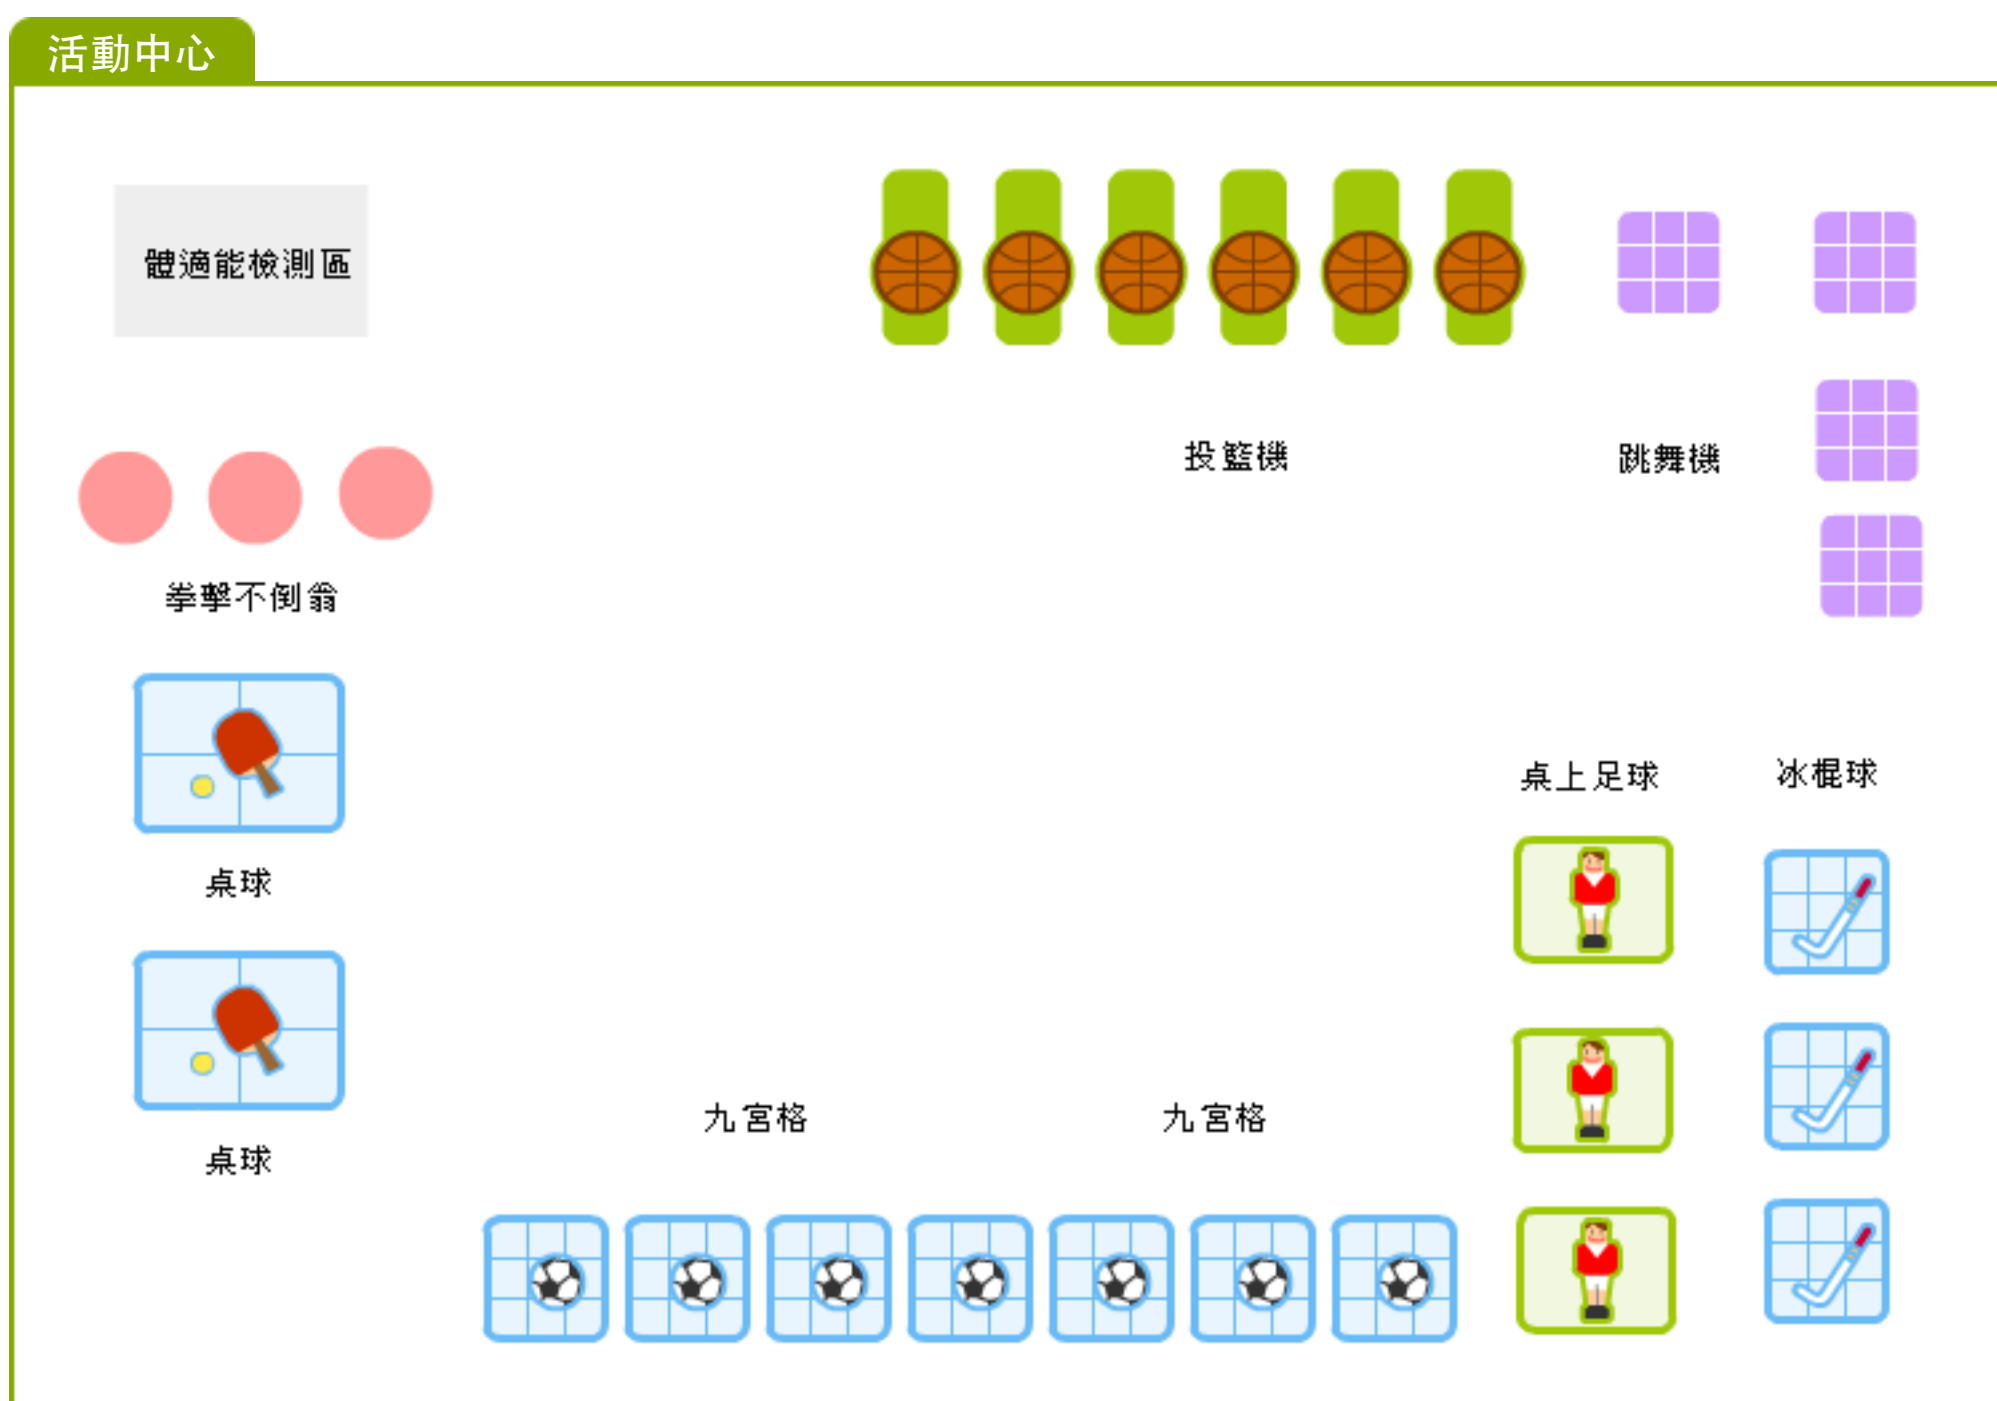 活動中心
體適能檢測區
投籃機
跳舞機
拳擊不倒翁
桌上足球
冰棍球
桌球
九宮格
九宮格
桌球